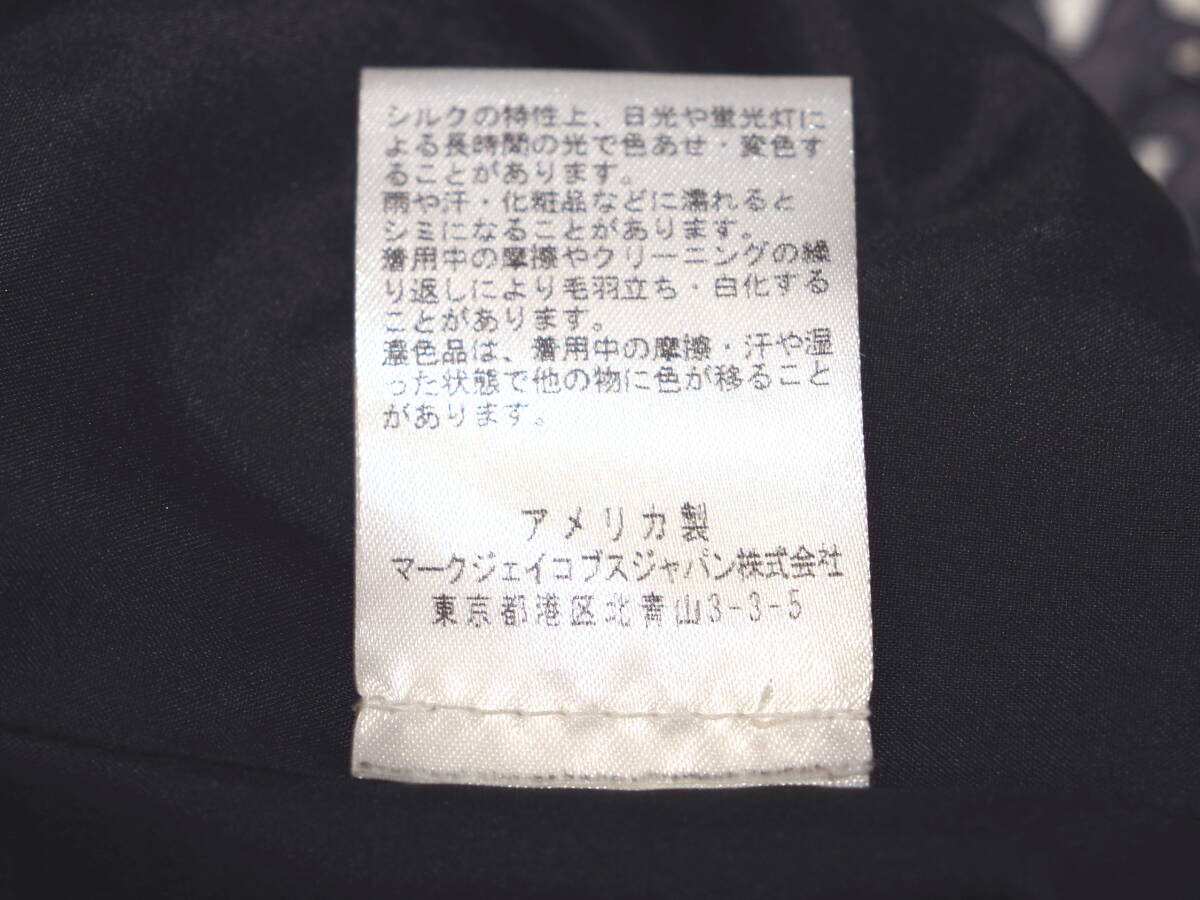 シルクの特性上、日光や蛍光灯に
よる長時間の光で色あせ・変色す
ることがあります。
雨や汗・化粧品などに濡れると
シミになることがあります。
着用中の摩擦やクリーニングの繰
り返しにより毛羽立ち・白化する
ことがあります。
濃色品は、着用中の摩擦・汗や湿
った状態で他の物に色が移ること
があります。
アメリカ製
マークジェイコブスジャパン株式会社
東京都港区北青山3-3-5